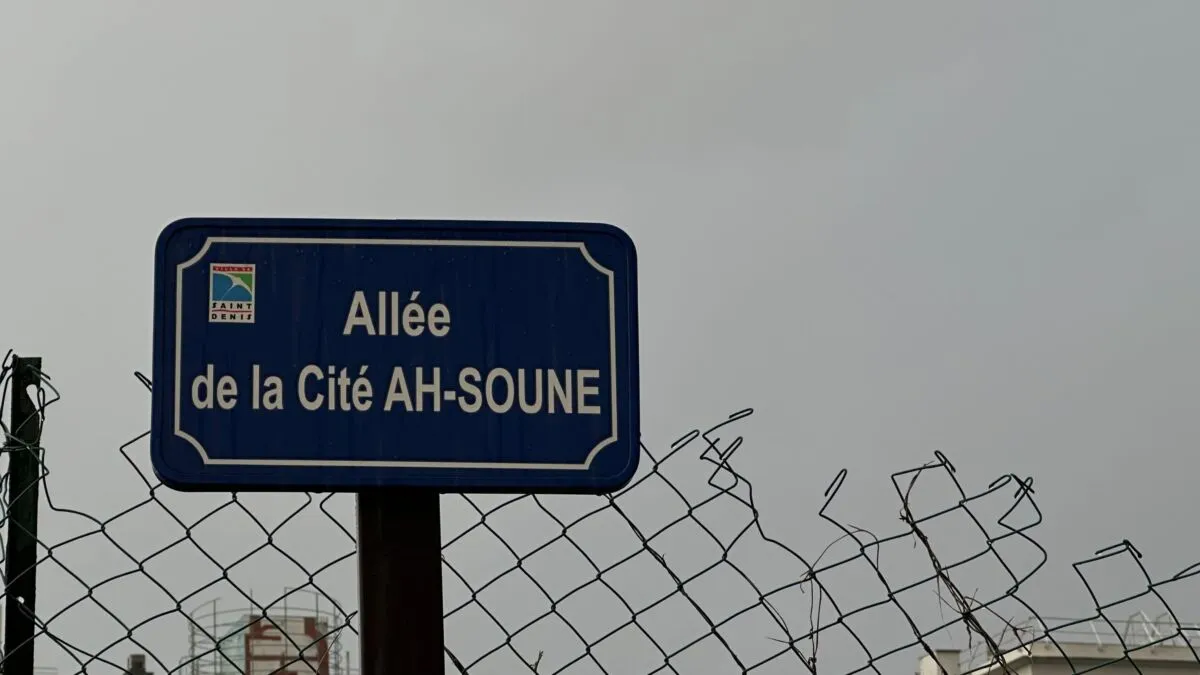 VILLE DE
SAINT
DENIS
Allée
de la Cité AH-SOUNE